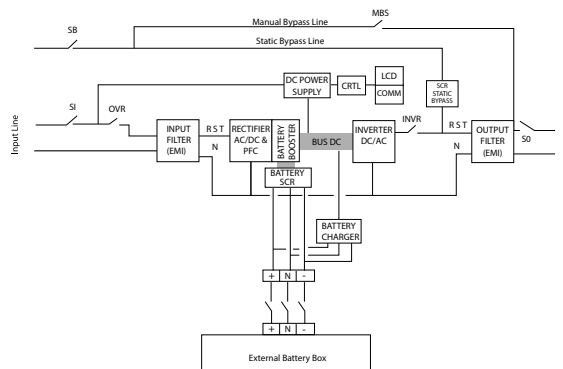 MBS
Manual Bypass Line
SB
Static Bypass Line
DC POWER
SUPPLY
CRTL
LCD
COMM
SCR
STATIC
BYPASS
SI
OVR
Input Line
INPUT
FILTER
(EMI)
R S T
N
RECTIFIER
AC/DC &
PFC
BATTERY
BOOSTER
BUS DC
INVERTER
DC/AC
INVR
R S T
N
OUTPUT
FILTER
(EMI)
S0
BATTERY
SCR
BATTERY
CHARGER
+ N -
+ N -
External Battery Box